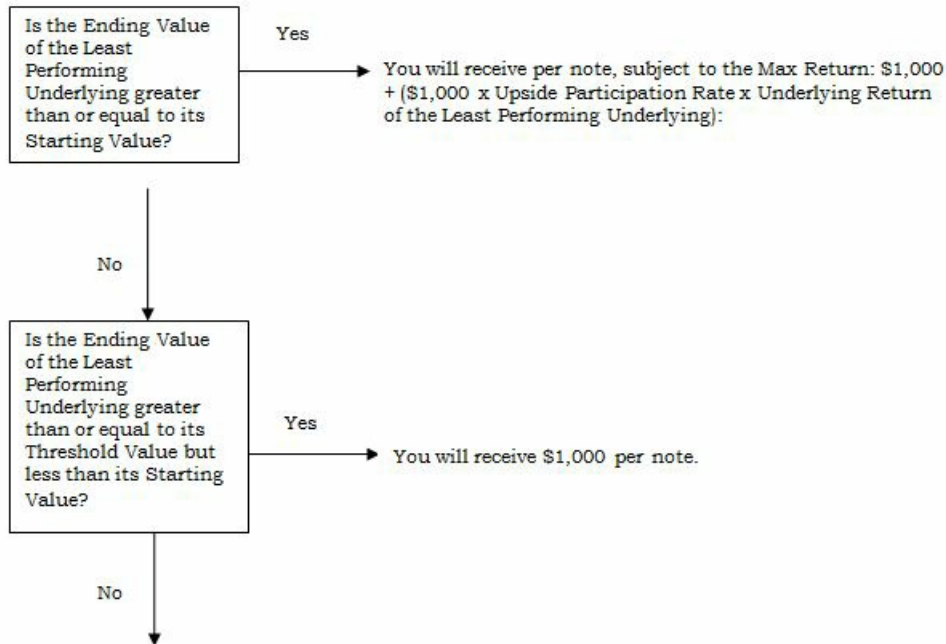 Is the Ending Value
of the Least
Performing
Underlying greater
than or equal to its
Starting Value?
Yes
You will receive per note, subject to the Max Return: $1,000
+ ($1,000 x Upside Participation Rate x Underlying Return
of the Least Performing Underlying):
No
Is the Ending Value
of the Least
Performing
Underlying greater
than or equal to its
Threshold Value but
less than its Starting
Value?
Yes
You will receive $1,000 per note.
No